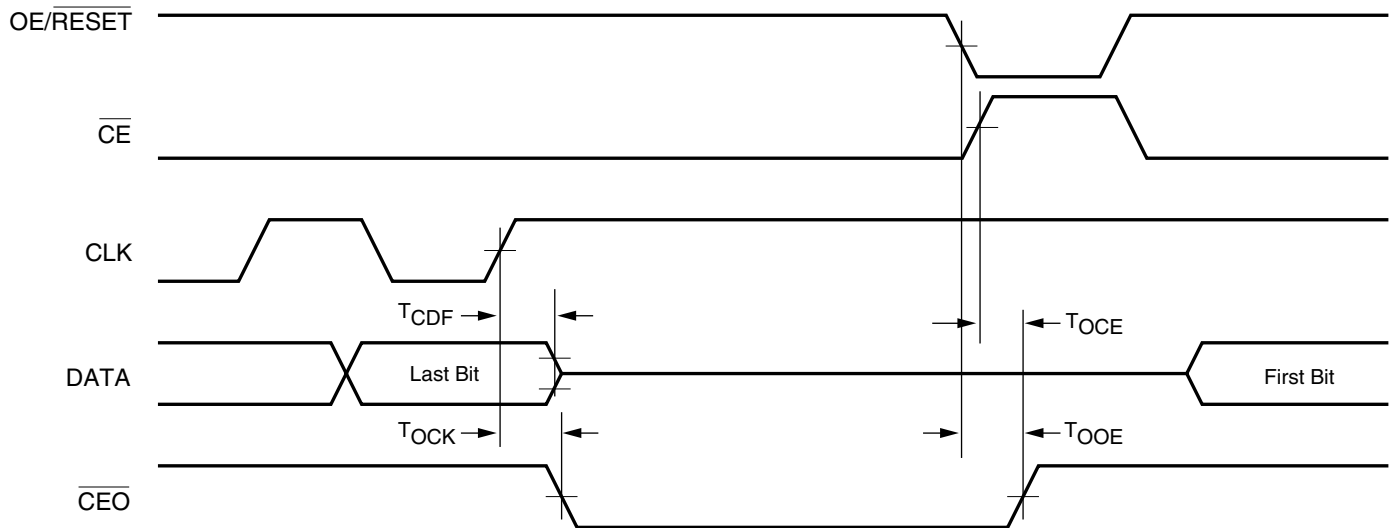 OE/RESET
CE
CLK
TCDF
TOCE
DATA
Last Bit
First Bit
TOCK
TOOE
CEO